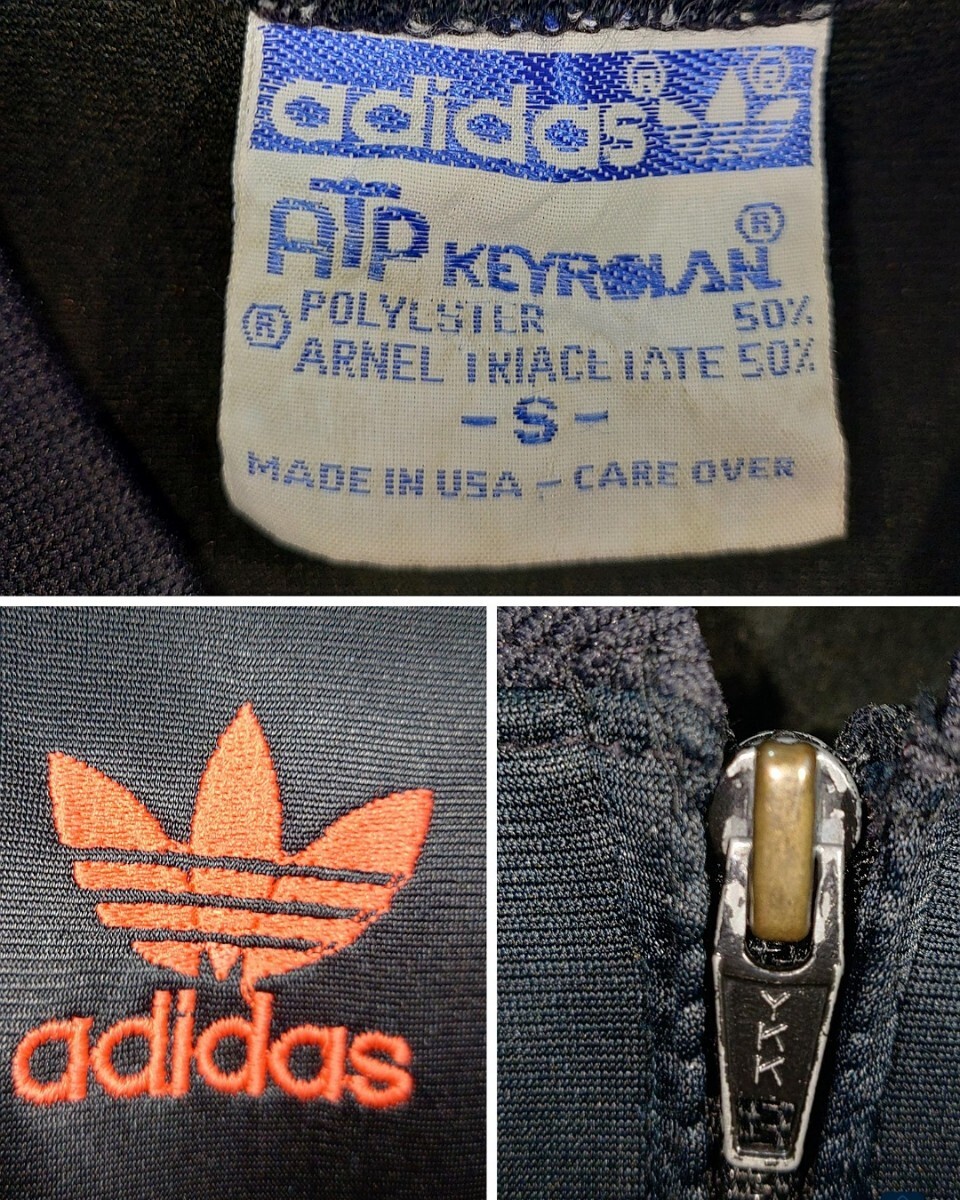 adidas ® ®
ATP KEYROLAN ®
® POLYESTER 50%
ARNEL TRIACETATE 50%
- S -
MADE IN USA - CARE OVER
adidas
YKK